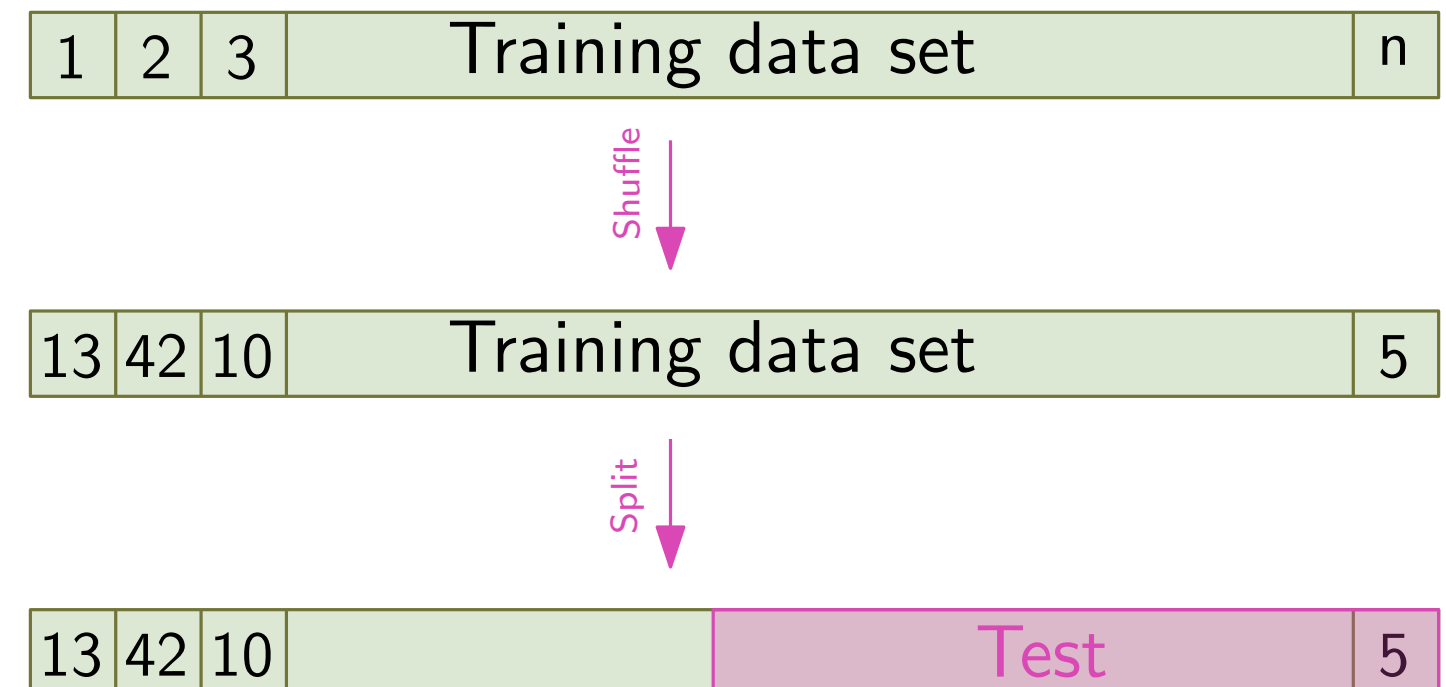 1 2 3 Training data set n
Shuffle
13 42 10 Training data set 5
Split
13 42 10 Test 5